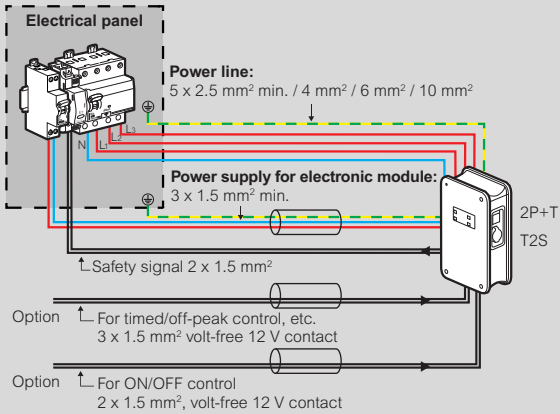 Electrical panel
Power line:
5 x 2.5 mm² min. / 4 mm² / 6 mm² / 10 mm²
L3
L2
L1
N
Power supply for electronic module:
3 x 1.5 mm² min.
2P+T
T2S
Safety signal 2 x 1.5 mm²
Option
For timed/off-peak control, etc.
3 x 1.5 mm² volt-free 12 V contact
Option
For ON/OFF control
2 x 1.5 mm², volt-free 12 V contact